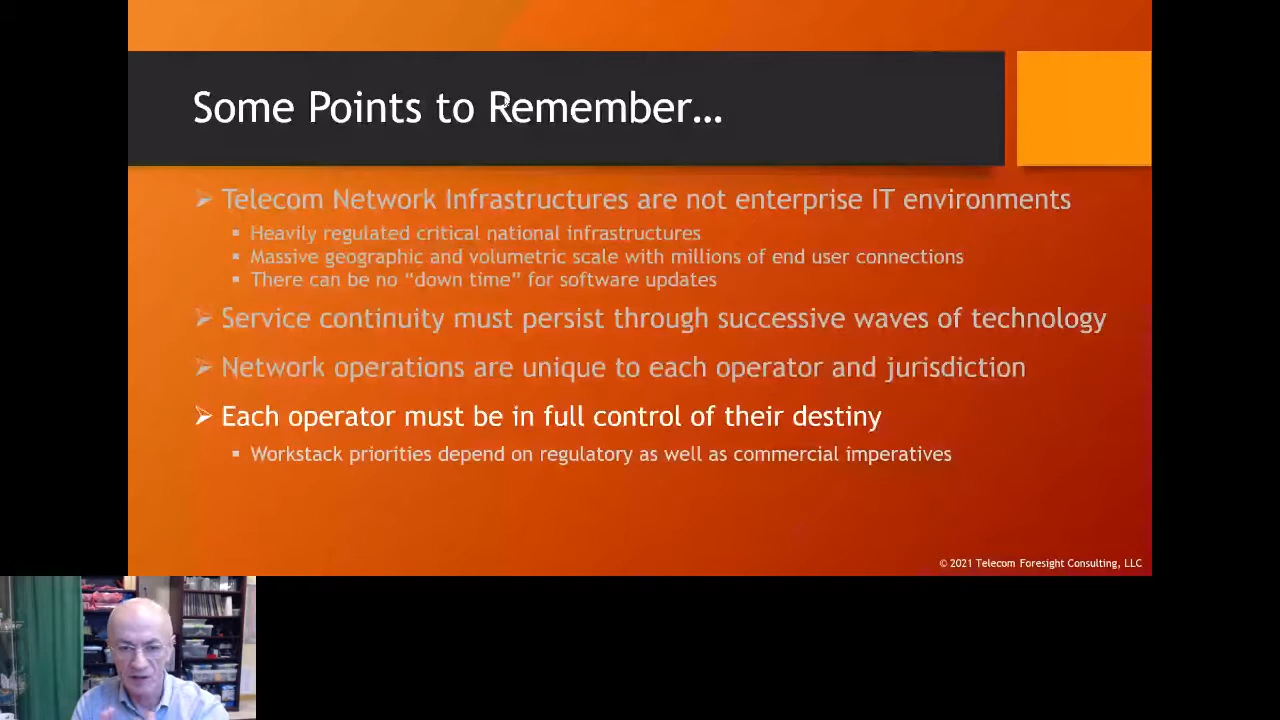 Some Points to Remember…
Telecom Network Infrastructures are not enterprise IT environments
Heavily regulated critical national infrastructures
Massive geographic and volumetric scale with millions of end user connections
There can be no “down time” for software updates
Service continuity must persist through successive waves of technology
Network operations are unique to each operator and jurisdiction
Each operator must be in full control of their destiny
Workstack priorities depend on regulatory as well as commercial imperatives
© 2021 Telecom Foresight Consulting, LLC